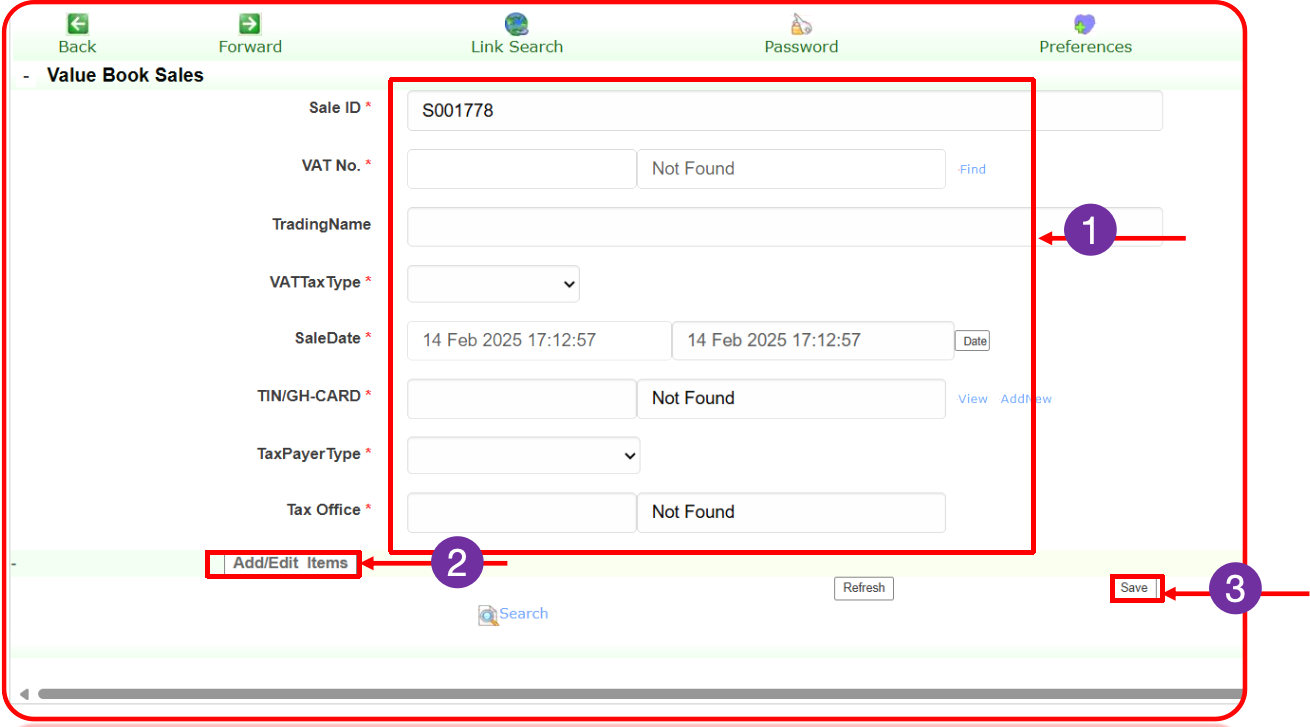 Back Forward Link Search Password Preferences
- Value Book Sales
Sale ID * S001778
VAT No. * Not Found Find
TradingName
1
VATTaxType *
SaleDate * 14 Feb 2025 17:12:57 14 Feb 2025 17:12:57 Date
TIN/GH-CARD * Not Found View AddNew
TaxPayerType *
Tax Office * Not Found
- Add/Edit Items 2
Refresh Save 3
Search